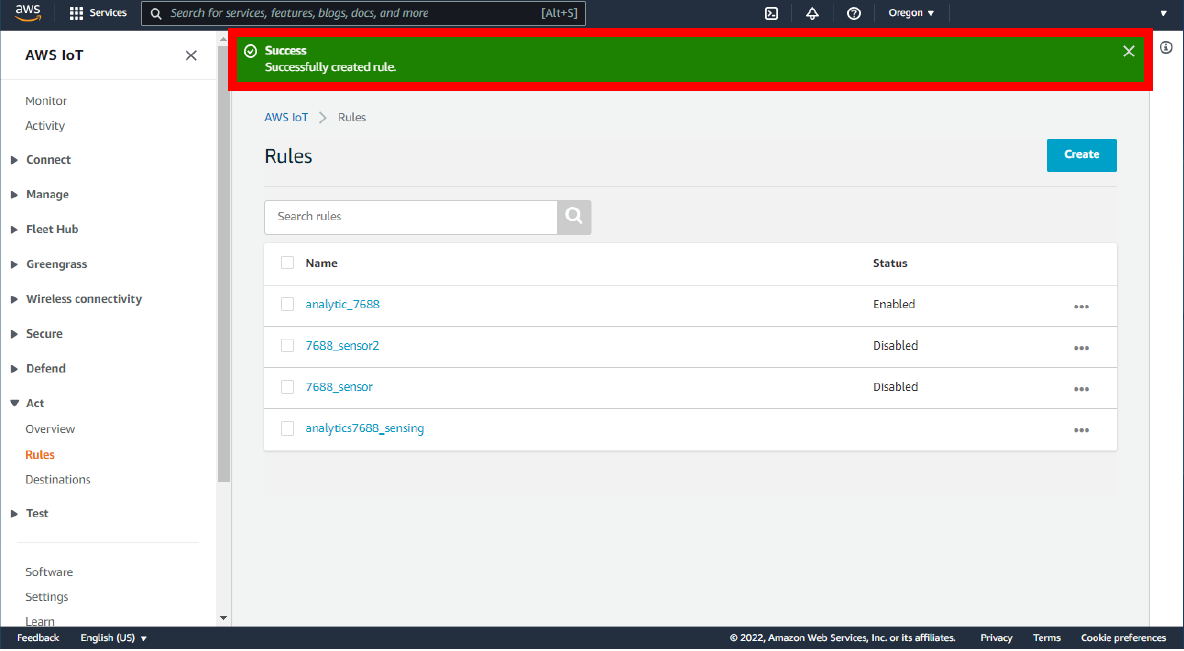 aws Services Search for services, features, blogs, docs, and more [Alt+S] Oregon
AWS IoT
Success
Successfully created rule.
Monitor
Activity
Connect
Manage
Fleet Hub
Greengrass
Wireless connectivity
Secure
Defend
Act
Overview
Rules
Destinations
Test
Software
Settings
Learn
AWS IoT Rules
Rules Create
Search rules
Name Status
analytic_7688 Enabled
7688_sensor2 Disabled
7688_sensor Disabled
analytics7688_sensing
Feedback English (US) © 2022, Amazon Web Services, Inc. or its affiliates. Privacy Terms Cookie preferences